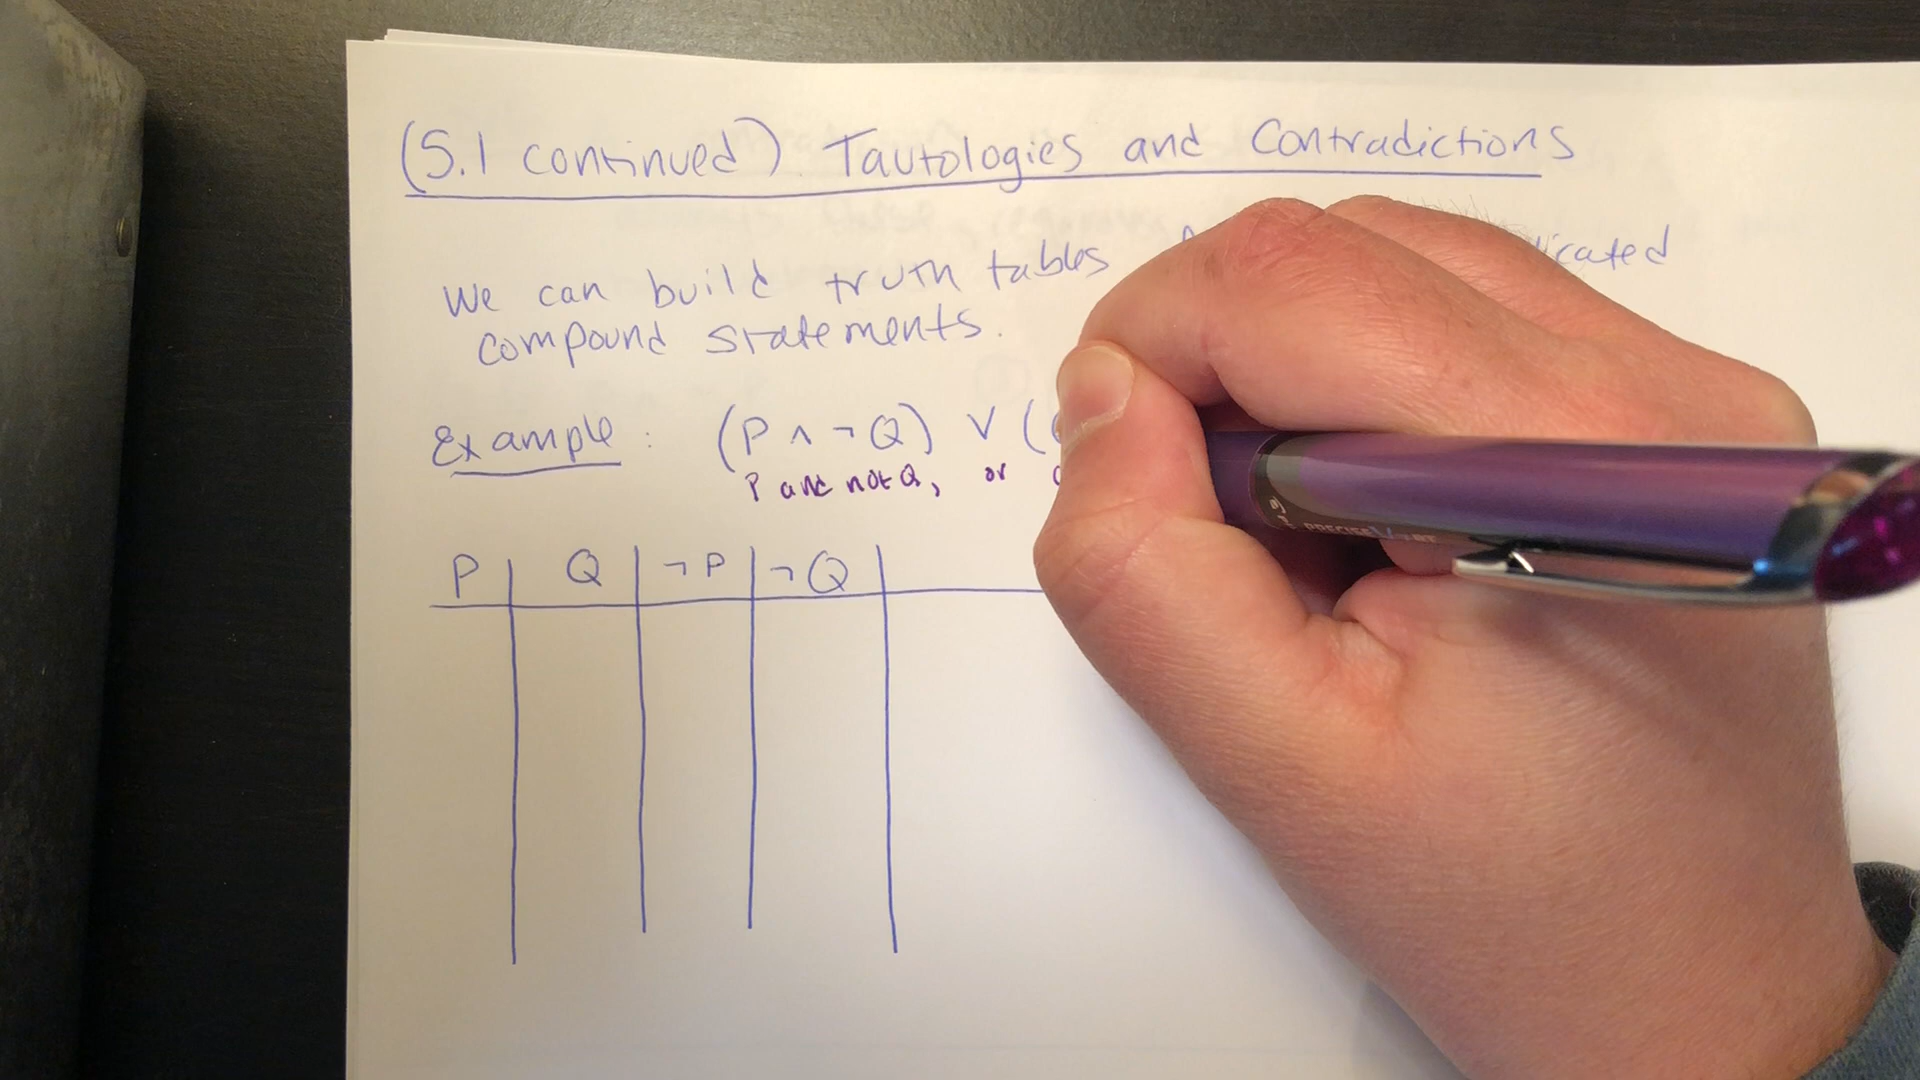 (5.1 continued) Tautologies and Contradictions
We can build truth tables
compound statements.
Example: (P ∧ ¬Q) ∨ (
P and not Q, or
P Q ¬P ¬Q